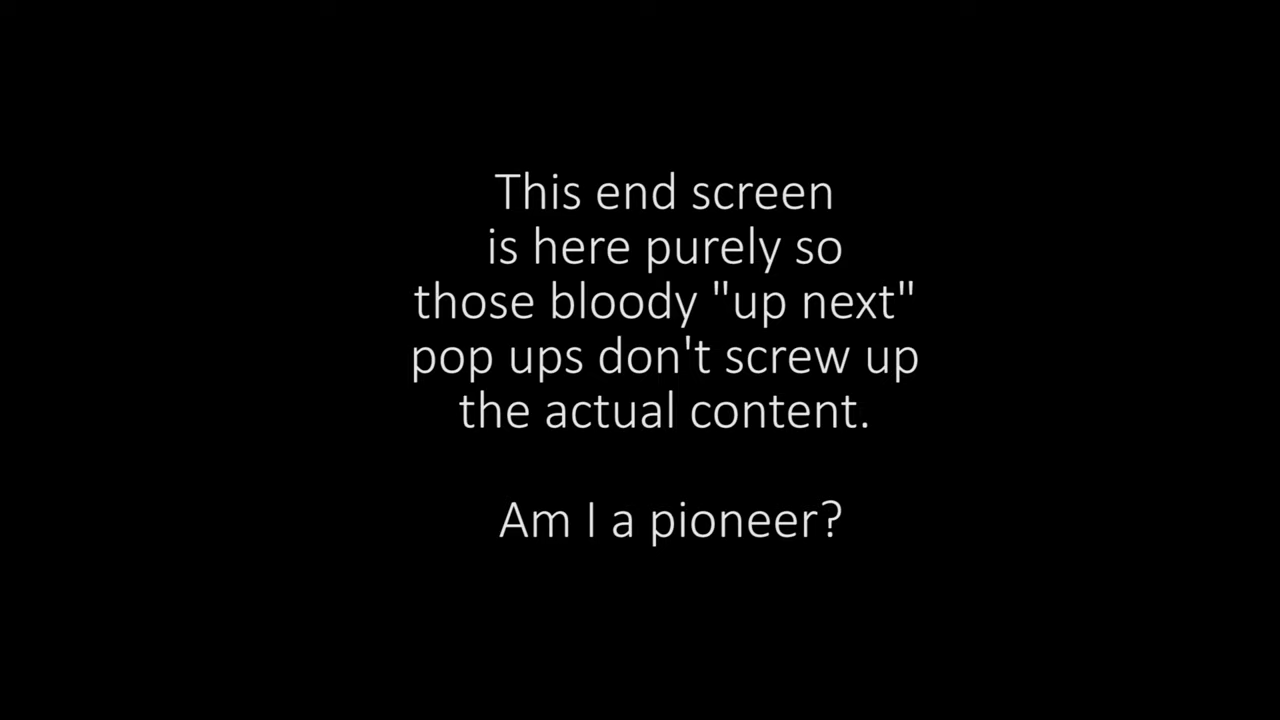 This end screen
is here purely so
those bloody "up next"
pop ups don't screw up
the actual content.
Am I a pioneer?